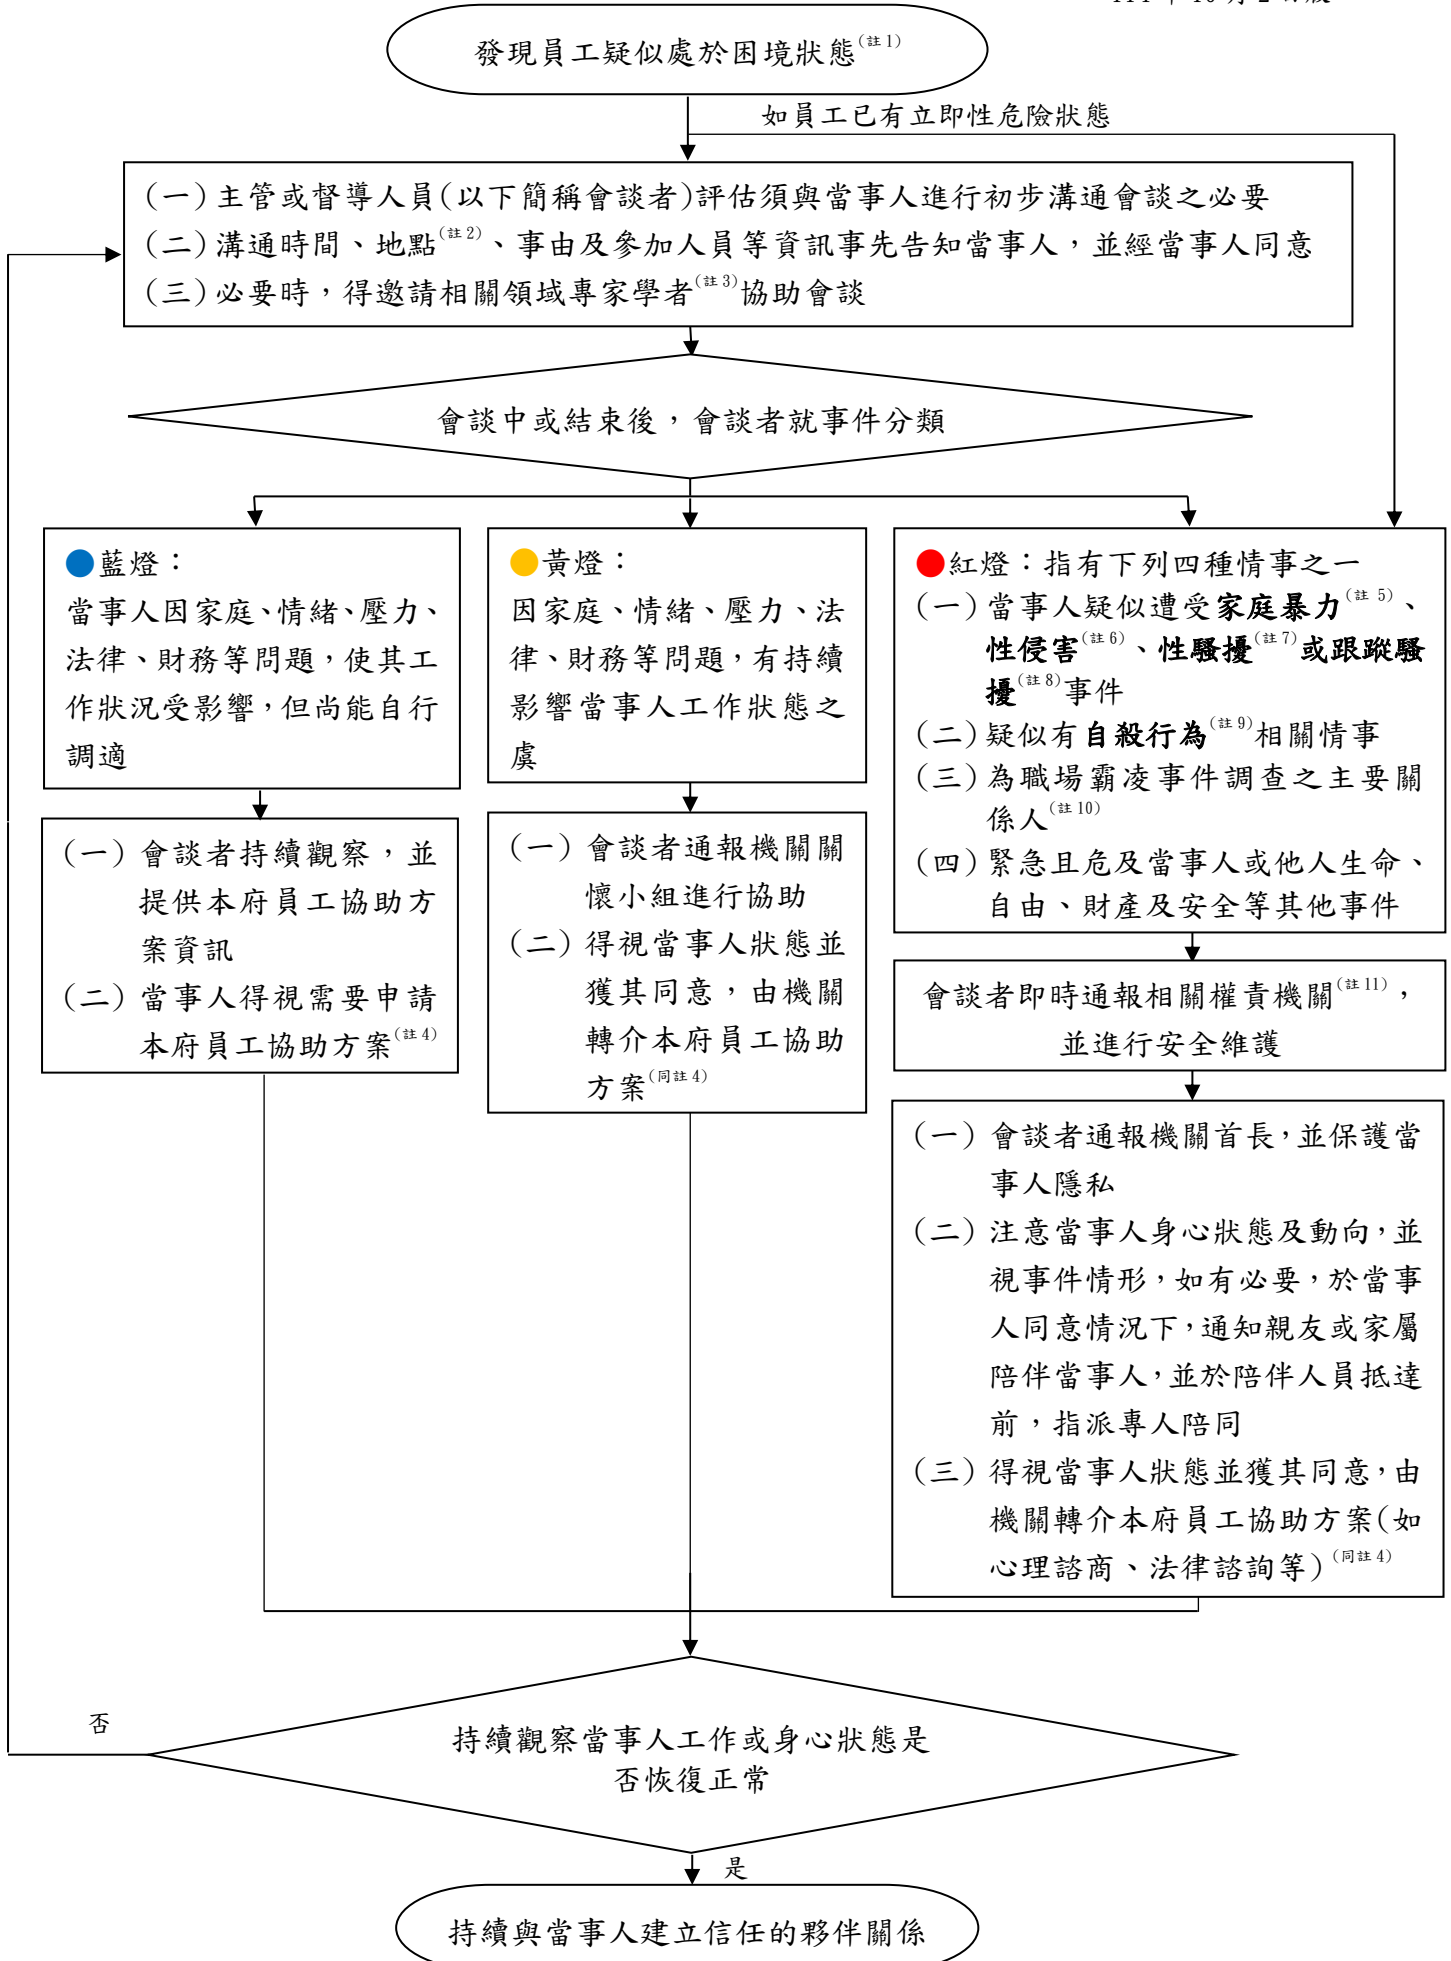 發現員工疑似處於困境狀態(註1)
如員工已有立即性危險狀態
(一)主管或督導人員(以下簡稱會談者)評估須與當事人進行初步溝通會談之必要
(二)溝通時間、地點(註2)、事由及參加人員等資訊事先告知當事人，並經當事人同意
(三)必要時，得邀請相關領域專家學者(註3)協助會談
會談中或結束後，會談者就事件分類
藍燈：
當事人因家庭、情緒、壓力、
法律、財務等問題，使其工
作狀況受影響，但尚能自行
調適
(一)會談者持續觀察，並
提供本府員工協助方
案資訊
(二)當事人得視需要申請
本府員工協助方案(註4)
黃燈：
因家庭、情緒、壓力、法
律、財務等問題，有持續
影響當事人工作狀態之
虞
(一)會談者通報機關關
懷小組進行協助
(二)得視當事人狀態並
獲其同意，由機關
轉介本府員工協助
方案(同註4)
紅燈：指有下列四種情事之一
(一)當事人疑似遭受家庭暴力(註5)、
性侵害(註6)、性騷擾(註7)或跟蹤騷
擾(註8)事件
(二)疑似有自殺行為(註9)相關情事
(三)為職場霸凌事件調查之主要關
係人(註10)
(四)緊急且危及當事人或他人生命、
自由、財產及安全等其他事件
會談者即時通報相關權責機關(註11)，
並進行安全維護
(一)會談者通報機關首長，並保護當
事人隱私
(二)注意當事人身心狀態及動向，並
視事件情形，如有必要，於當事
人同意情況下，通知親友或家屬
陪伴當事人，並於陪伴人員抵達
前，指派專人陪同
(三)得視當事人狀態並獲其同意，由
機關轉介本府員工協助方案(如
心理諮商、法律諮詢等)(同註4)
持續觀察當事人工作或身心狀態是
否恢復正常
否
是
持續與當事人建立信任的夥伴關係